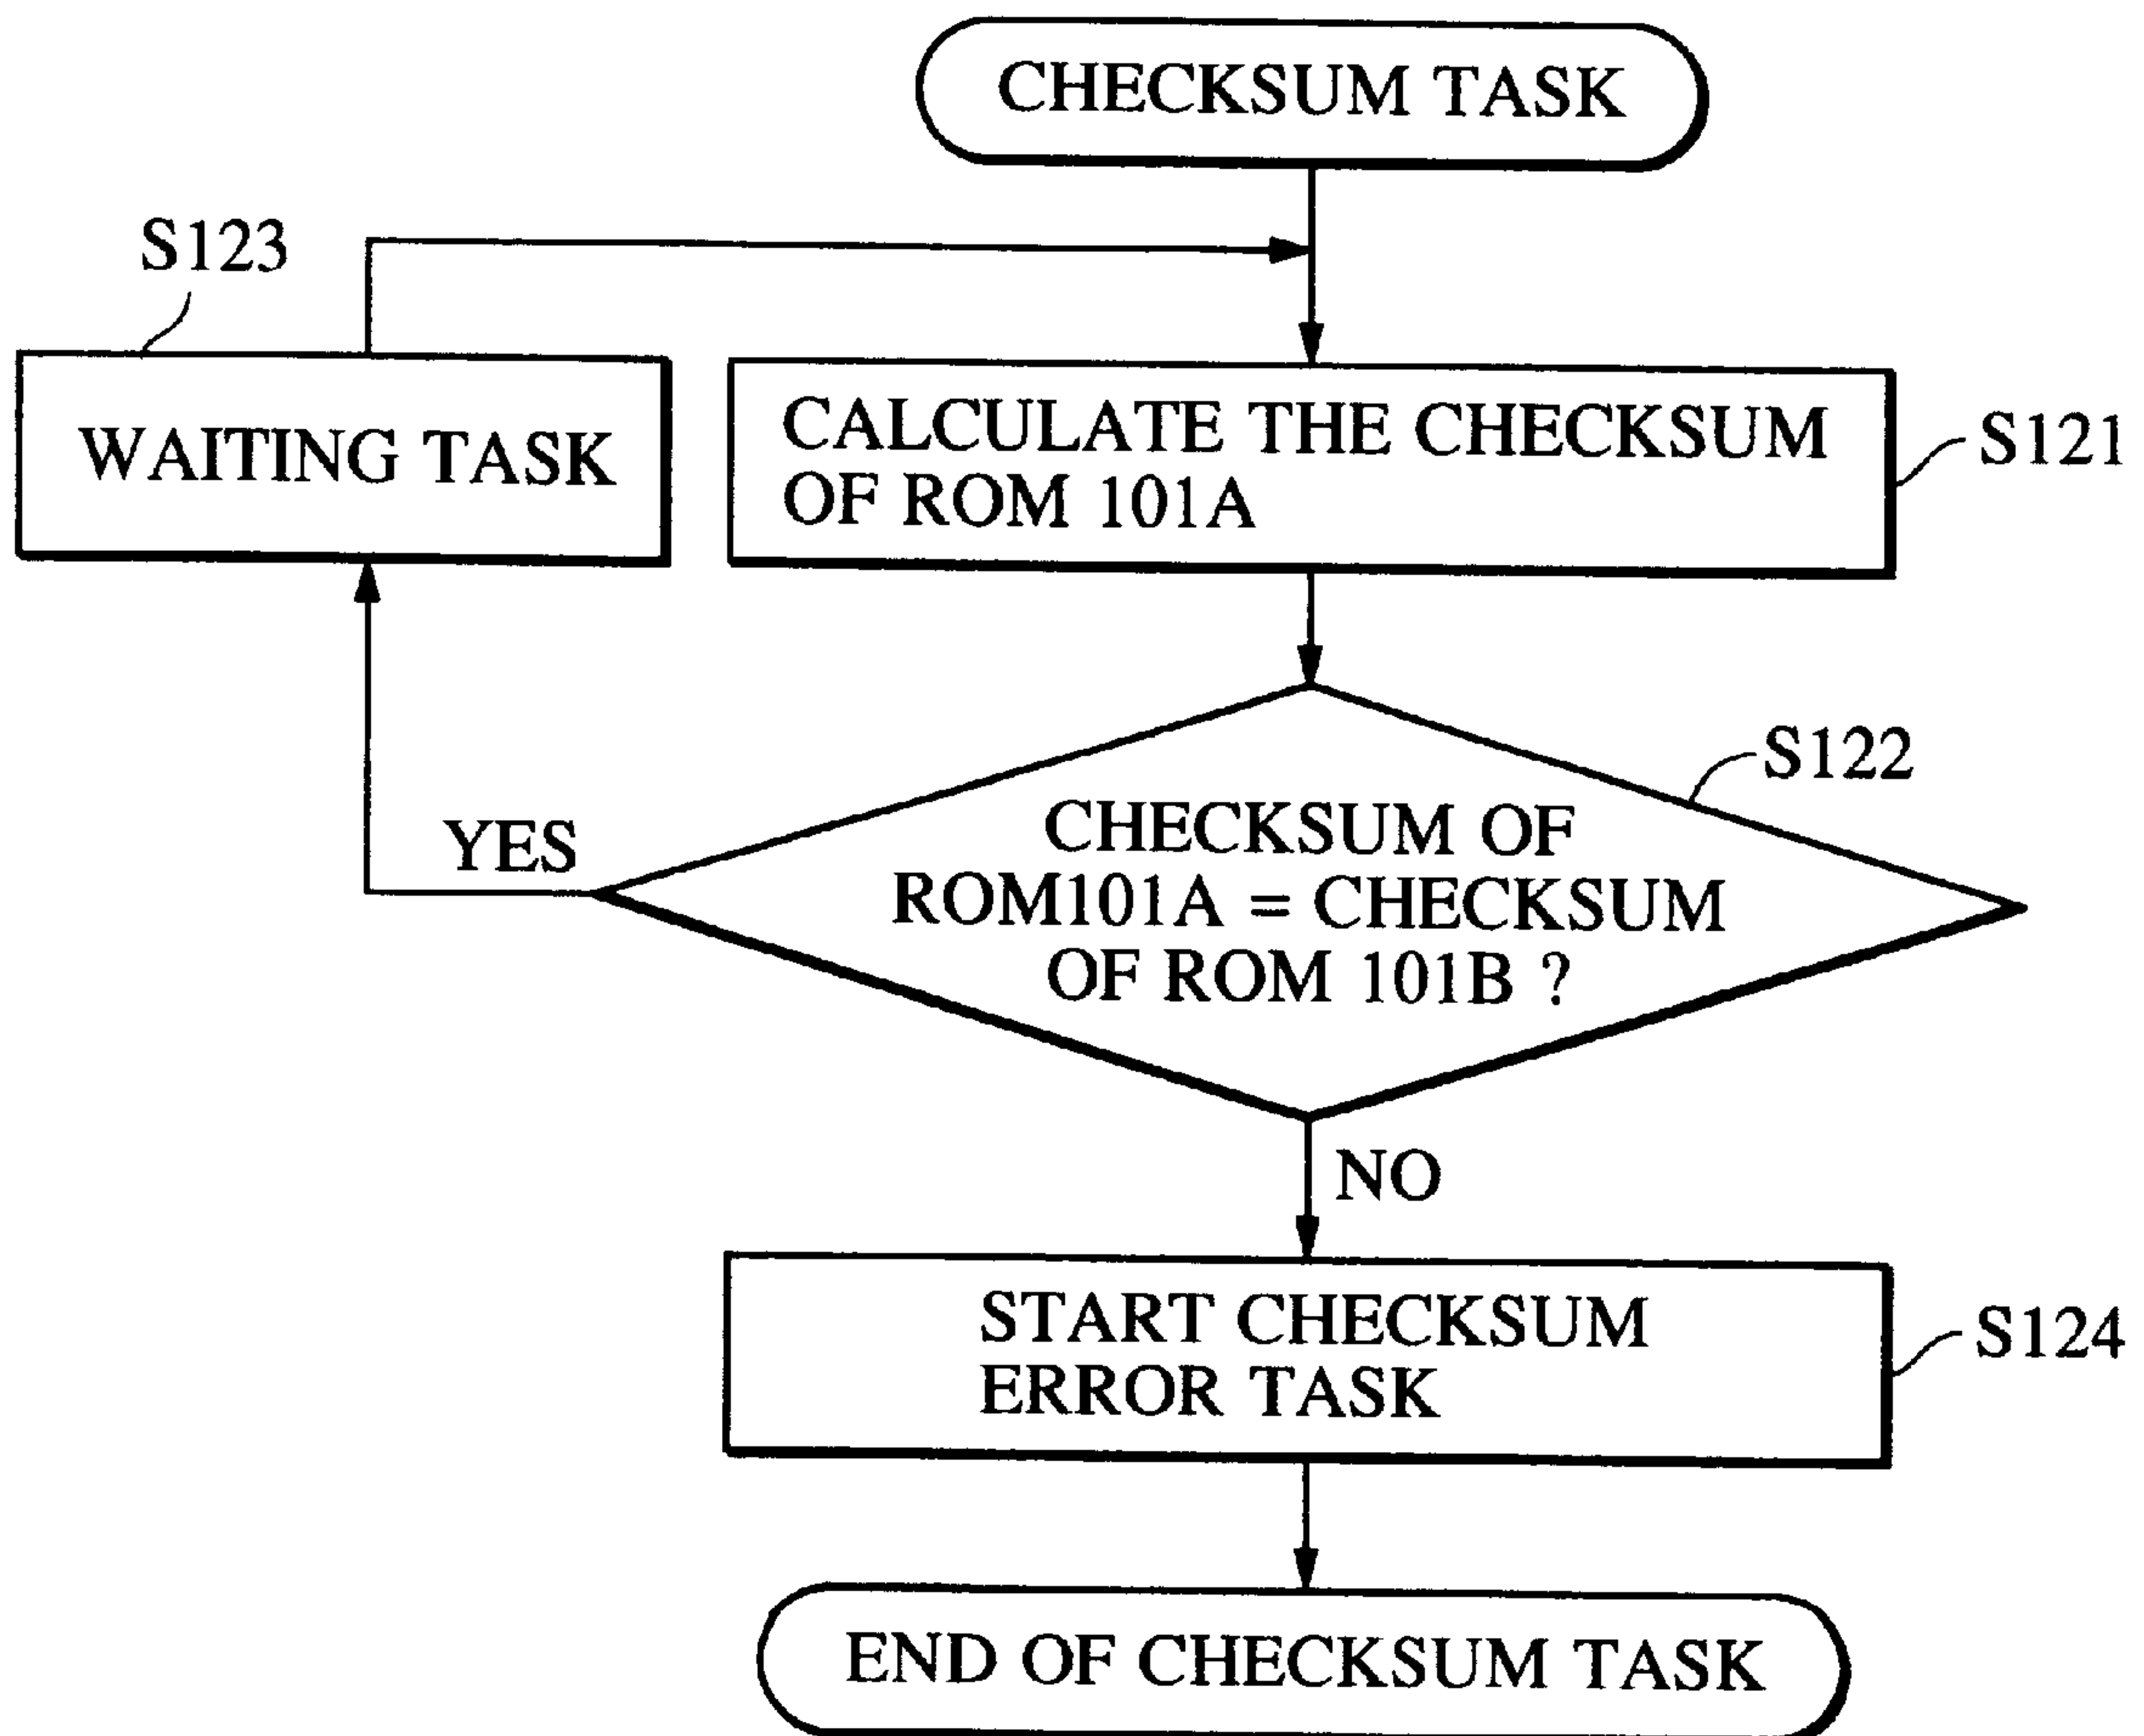 CHECKSUM TASK
S123
WAITING TASK
CALCULATE THE CHECKSUM
OF ROM 101A
S121
S122
CHECKSUM OF
ROM101A = CHECKSUM
OF ROM 101B ?
YES
NO
START CHECKSUM
ERROR TASK
S124
END OF CHECKSUM TASK